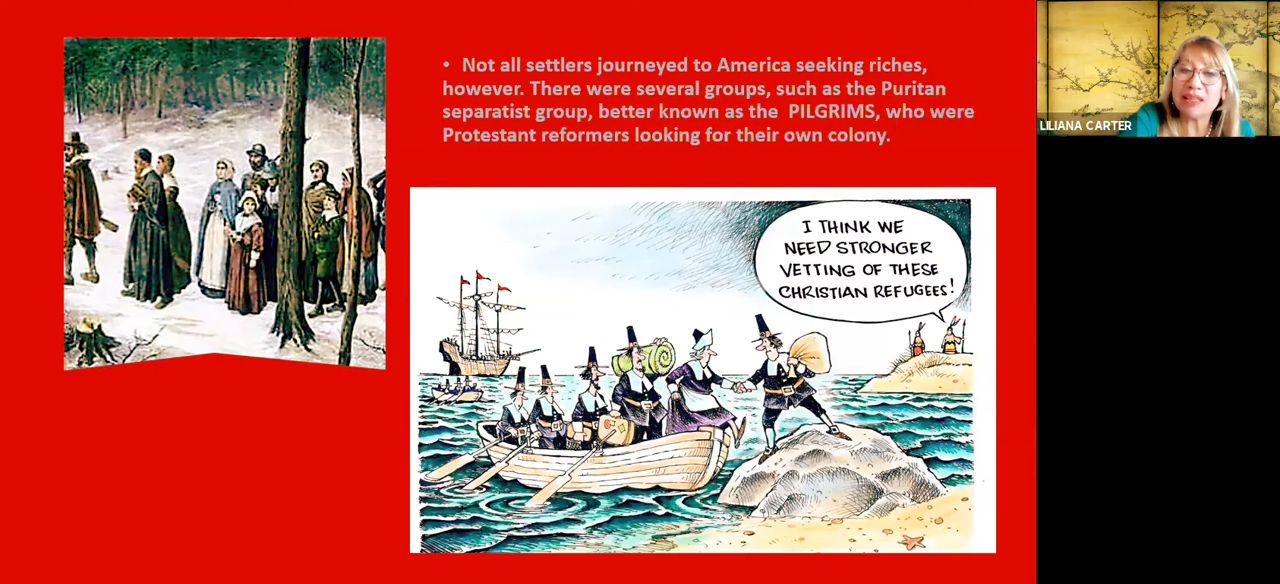 • Not all settlers journeyed to America seeking riches,
however. There were several groups, such as the Puritan
separatist group, better known as the PILGRIMS, who were
Protestant reformers looking for their own colony.
I THINK WE
NEED STRONGER
VETTING OF THESE
CHRISTIAN REFUGEES!
LILIANA CARTER